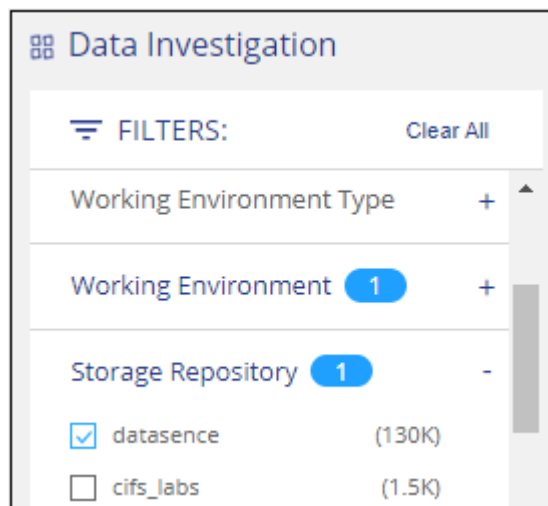 Data Investigation
FILTERS: Clear All
Working Environment Type +
Working Environment 1 +
Storage Repository 1 -
datasence (130K)
cifs_labs (1.5K)